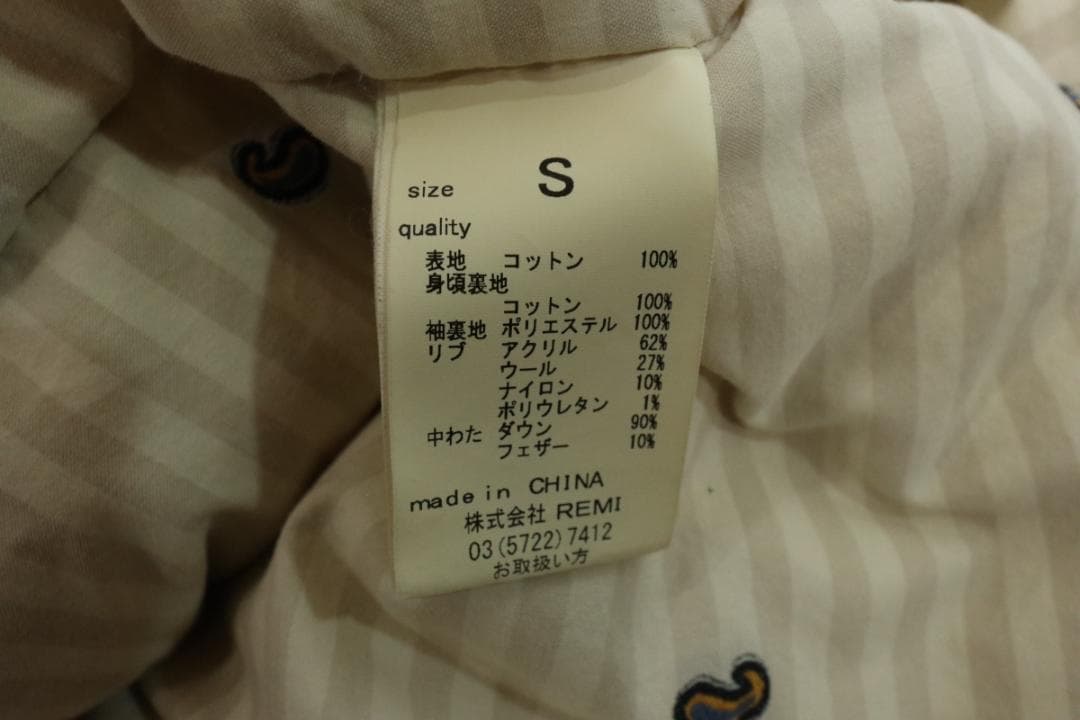 size S
quality
表地 コットン 100%
身頃裏地
コットン 100%
袖裏地 ポリエステル 100%
リブ アクリル 62%
ウール 27%
ナイロン 10%
ポリウレタン 1%
中わた ダウン 90%
フェザー 10%
made in CHINA
株式会社 REMI
03(5722)7412
お取扱い方